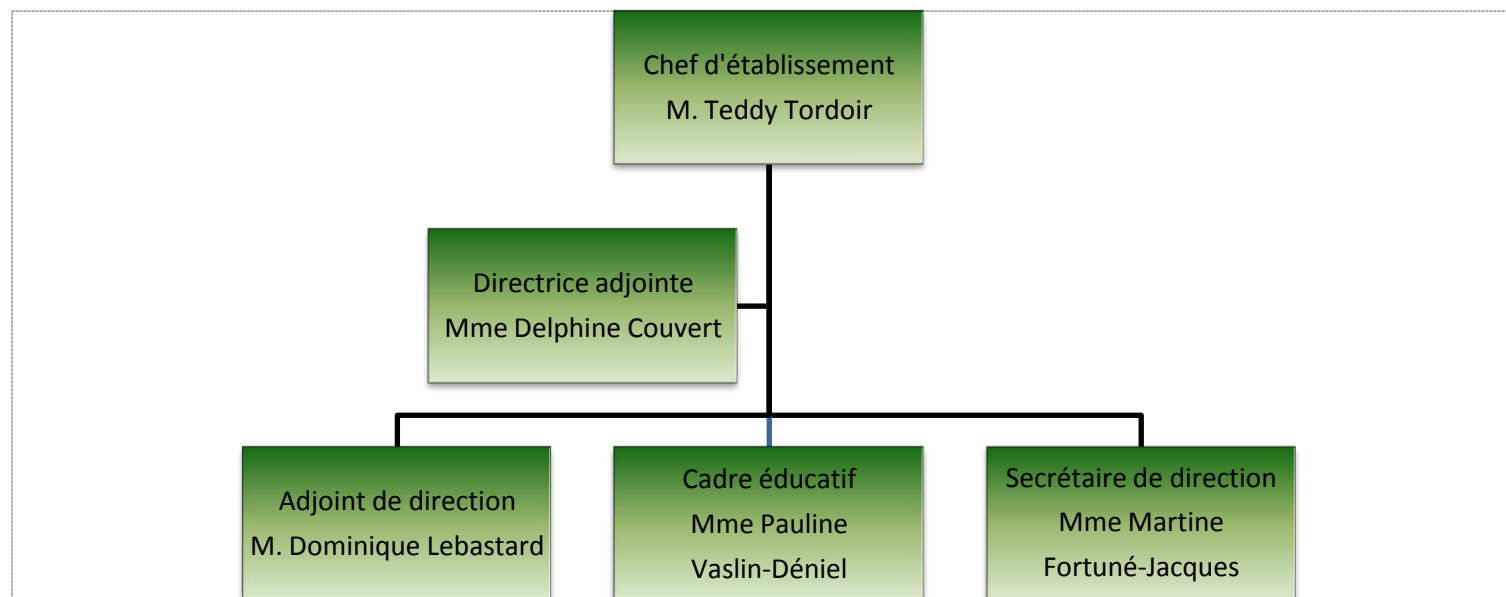 Chef d'établissement
M. Teddy Tordoir
Directrice adjointe
Mme Delphine Couvert
Adjoint de direction
M. Dominique Lebastard
Cadre éducatif
Mme Pauline
Vaslin-Déniel
Secrétaire de direction
Mme Martine
Fortuné-Jacques